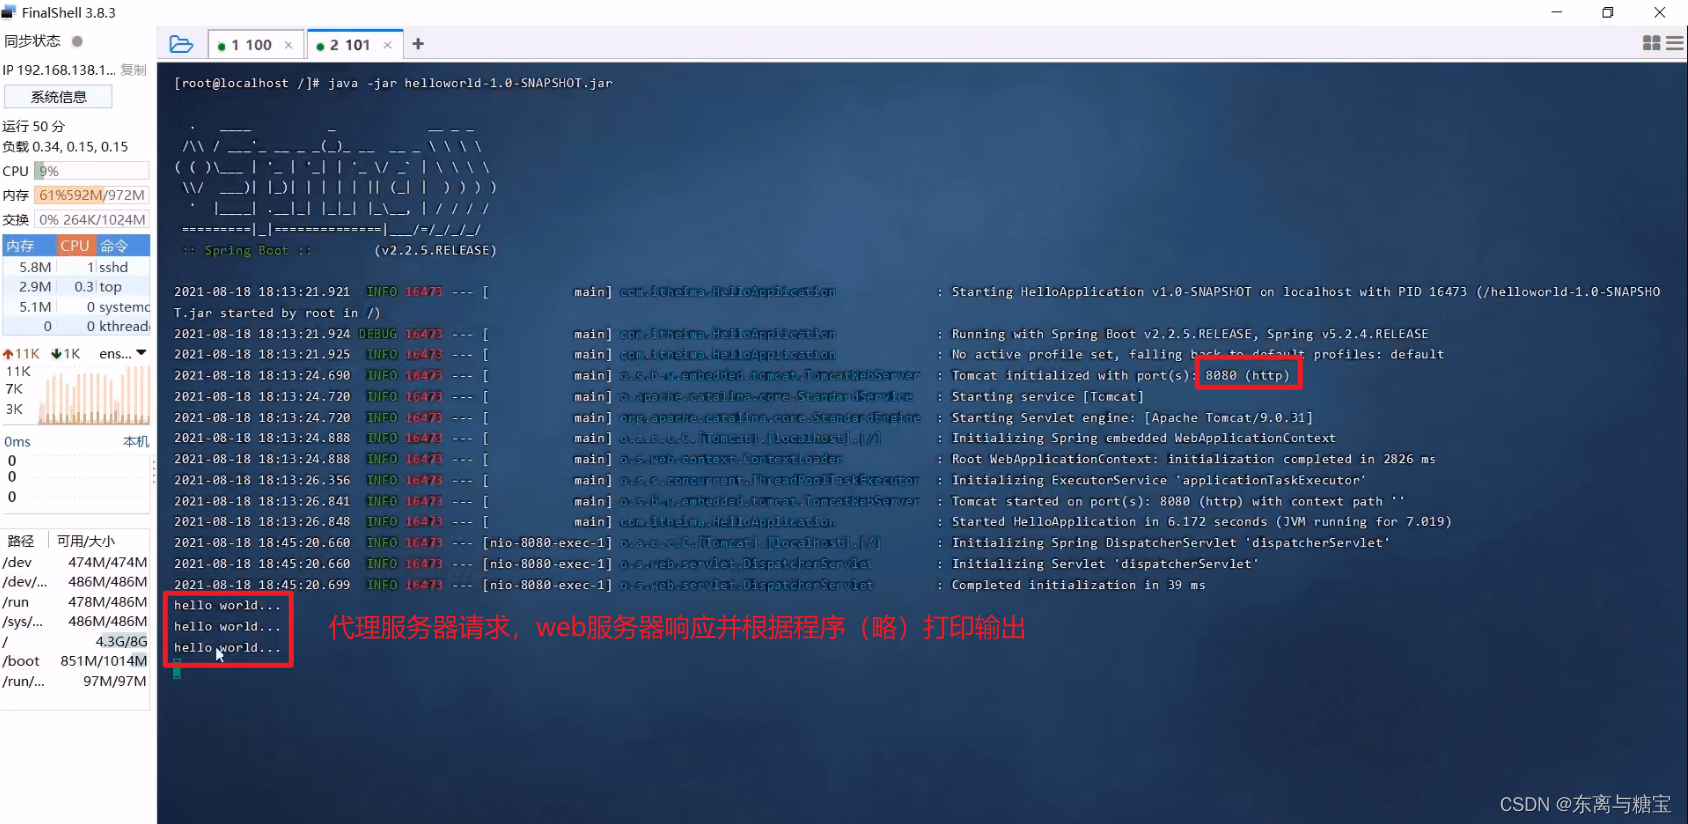 FinalShell 3.8.3
同步状态
IP 192.168.138.1... 复制
系统信息
运行 50 分
负载 0.34, 0.15, 0.15
CPU 9%
内存 61%592M/972M
交换 0% 264K/1024M
内存 CPU 命令
5.8M 1 sshd
2.9M 0.3 top
5.1M 0 systemd
0 0 kthread
11K 1K ens...
11K
7K
3K
0ms 本机
0
0
0
路径 可用/大小
/dev 474M/474M
/dev/... 486M/486M
/run 478M/486M
/sys/... 486M/486M
/ 4.3G/8G
/boot 851M/1014M
/run/... 97M/97M
1 100 × 2 101 × +
[root@localhost /]# java -jar helloworld-1.0-SNAPSHOT.jar
:: Spring Boot :: (v2.2.5.RELEASE)
2021-08-18 18:13:21.921 INFO 16473 --- [ main] com.itheima.HelloApplication : Starting HelloApplication v1.0-SNAPSHOT on localhost with PID 16473 (/helloworld-1.0-SNAPSHO
T.jar started by root in /)
2021-08-18 18:13:21.924 DEBUG 16473 --- [ main] com.itheima.HelloApplication : Running with Spring Boot v2.2.5.RELEASE, Spring v5.2.4.RELEASE
2021-08-18 18:13:21.925 INFO 16473 --- [ main] com.itheima.HelloApplication : No active profile set, falling back to default profiles: default
2021-08-18 18:13:24.690 INFO 16473 --- [ main] o.s.b.w.embedded.tomcat.TomcatWebServer : Tomcat initialized with port(s): 8080 (http)
2021-08-18 18:13:24.720 INFO 16473 --- [ main] o.apache.catalina.core.StandardService : Starting service [Tomcat]
2021-08-18 18:13:24.720 INFO 16473 --- [ main] org.apache.catalina.core.StandardEngine : Starting Servlet engine: [Apache Tomcat/9.0.31]
2021-08-18 18:13:24.888 INFO 16473 --- [ main] o.a.c.c.C.[Tomcat].[localhost].[/] : Initializing Spring embedded WebApplicationContext
2021-08-18 18:13:24.888 INFO 16473 --- [ main] o.s.web.context.ContextLoader : Root WebApplicationContext: initialization completed in 2826 ms
2021-08-18 18:13:26.356 INFO 16473 --- [ main] o.s.s.concurrent.ThreadPoolTaskExecutor : Initializing ExecutorService 'applicationTaskExecutor'
2021-08-18 18:13:26.841 INFO 16473 --- [ main] o.s.b.w.embedded.tomcat.TomcatWebServer : Tomcat started on port(s): 8080 (http) with context path ''
2021-08-18 18:13:26.848 INFO 16473 --- [ main] com.itheima.HelloApplication : Started HelloApplication in 6.172 seconds (JVM running for 7.019)
2021-08-18 18:45:20.660 INFO 16473 --- [nio-8080-exec-1] o.a.c.c.C.[Tomcat].[localhost].[/] : Initializing Spring DispatcherServlet 'dispatcherServlet'
2021-08-18 18:45:20.660 INFO 16473 --- [nio-8080-exec-1] o.s.web.servlet.DispatcherServlet : Initializing Servlet 'dispatcherServlet'
2021-08-18 18:45:20.699 INFO 16473 --- [nio-8080-exec-1] o.s.web.servlet.DispatcherServlet : Completed initialization in 39 ms
hello world...
hello world...
hello world...
代理服务器请求，web服务器响应并根据程序（略）打印输出
CSDN @东离与糖宝